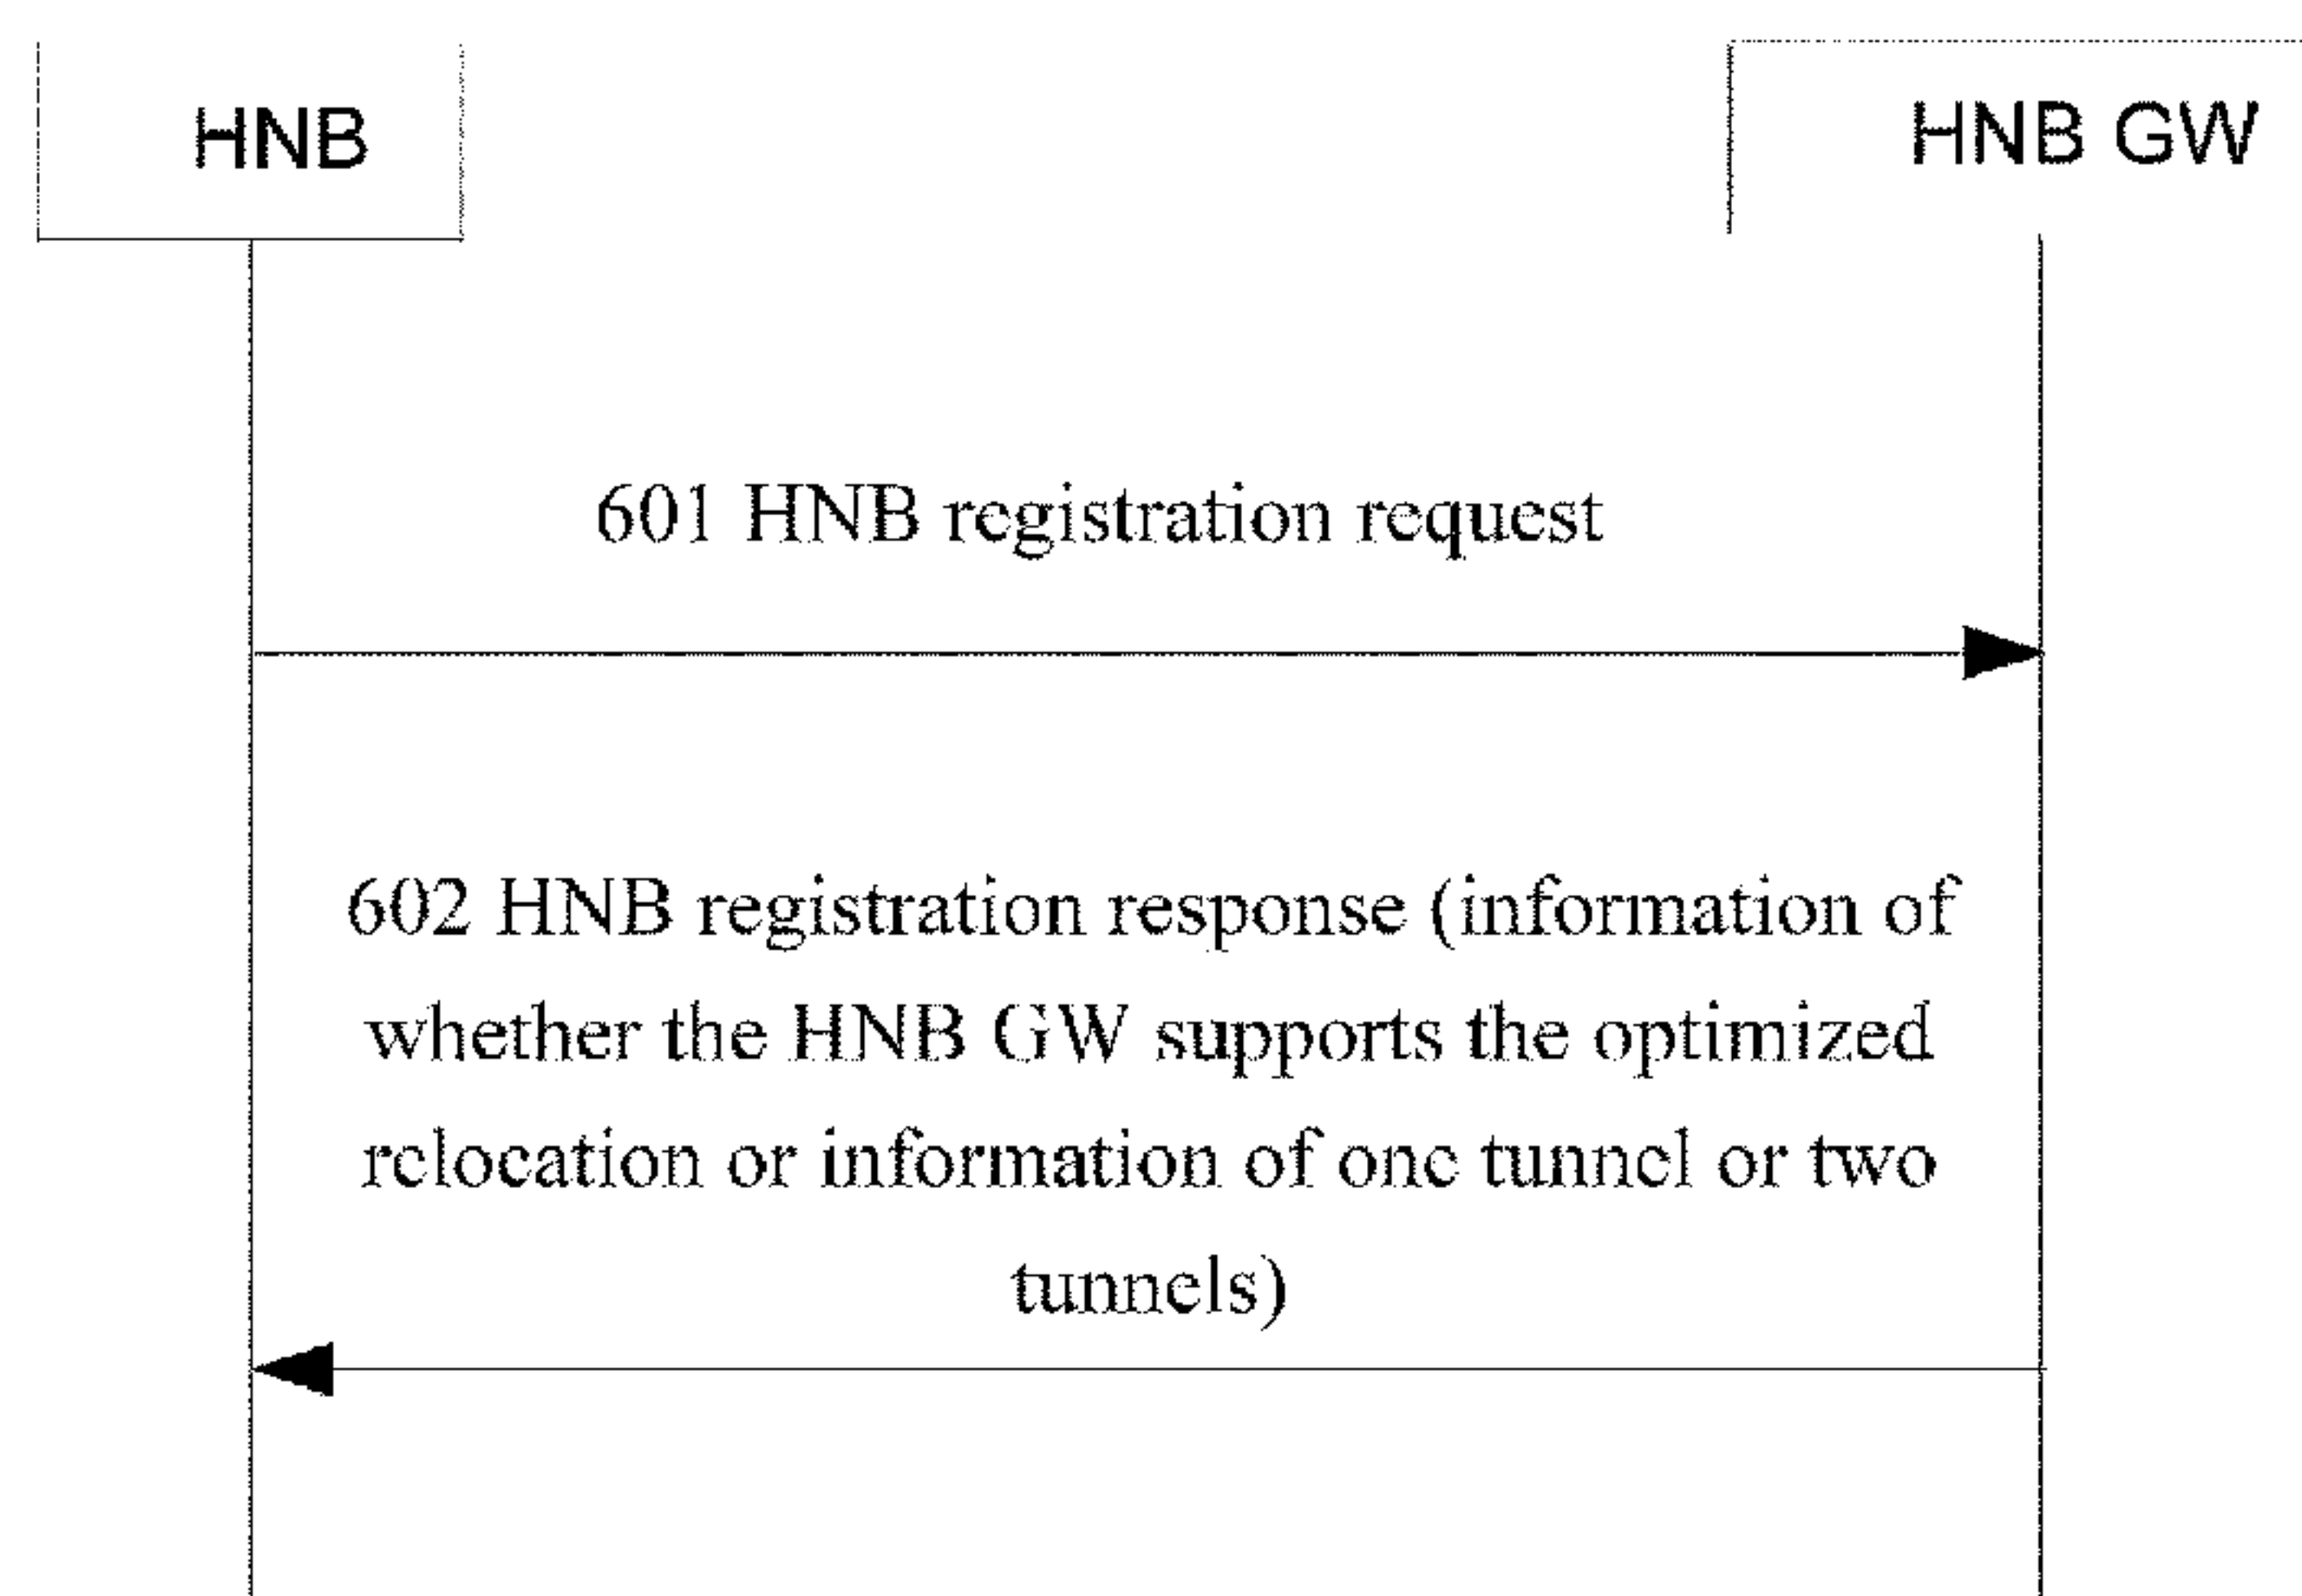 HNB
HNB GW
601 HNB registration request
602 HNB registration response (information of
whether the HNB GW supports the optimized
relocation or information of one tunnel or two
tunnels)